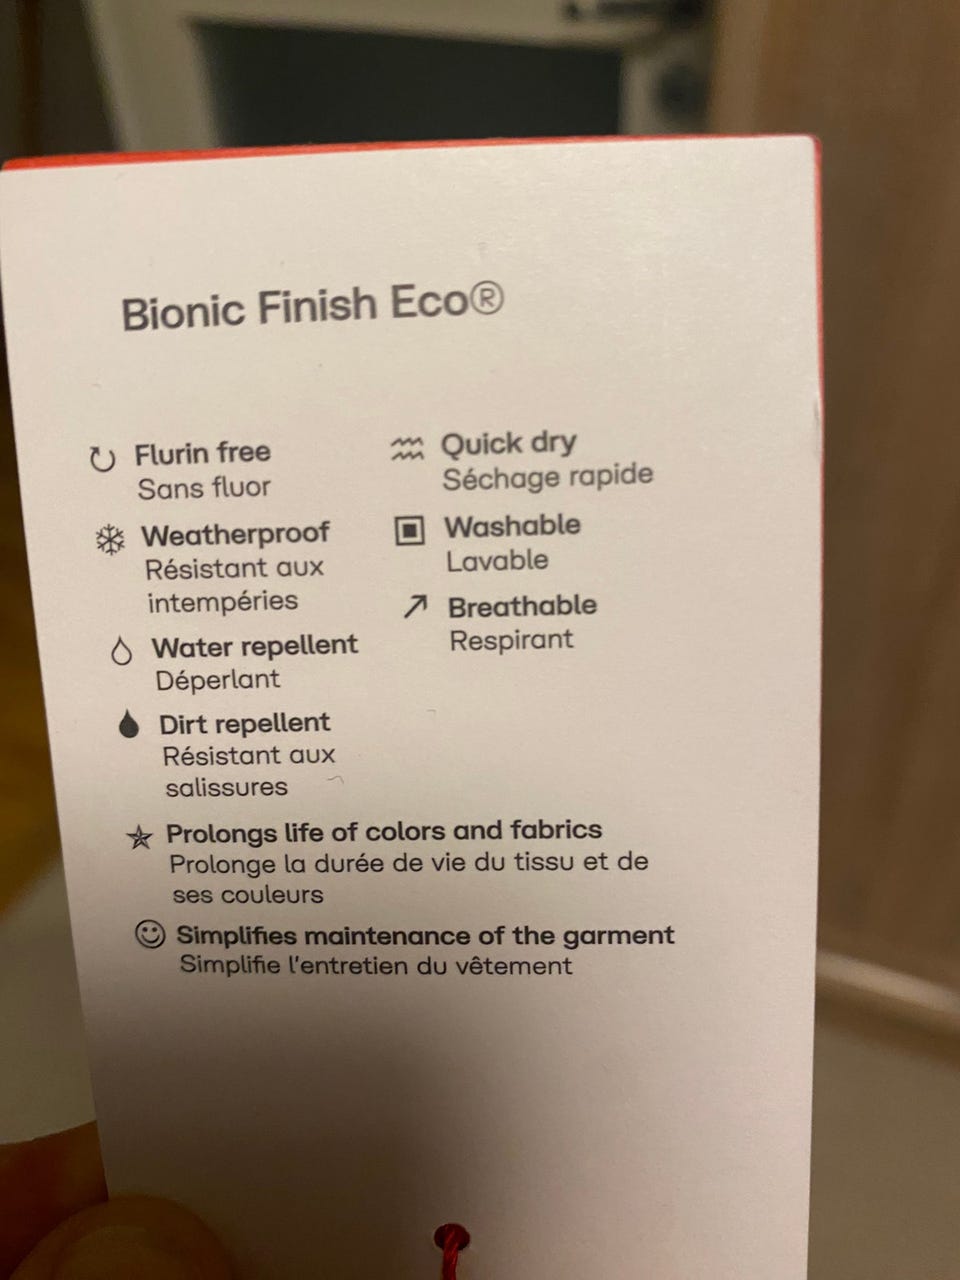 Bionic Finish Eco®
Flurin free
Sans fluor
Weatherproof
Résistant aux
intempéries
Water repellent
Déperlant
Dirt repellent
Résistant aux
salissures
Quick dry
Séchage rapide
Washable
Lavable
Breathable
Respirant
Prolongs life of colors and fabrics
Prolonge la durée de vie du tissu et de
ses couleurs
Simplifies maintenance of the garment
Simplifie l'entretien du vêtement